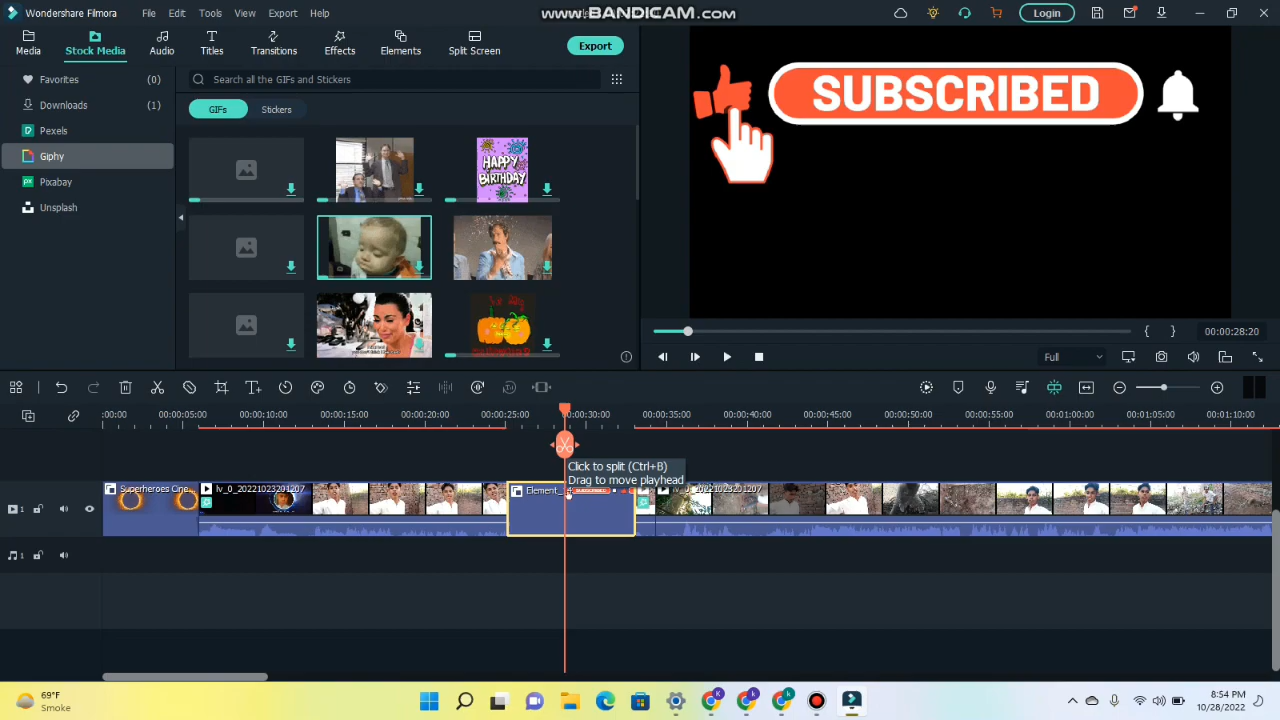 Wondershare Filmora
File
Edit
Tools
View
Export
Help
WWW.BANDICAM.COM
Login
Media
Stock Media
Audio
Titles
Transitions
Effects
Elements
Split Screen
Export
Favorites (0)
Downloads (1)
Pexels
Giphy
Pixabay
Unsplash
Search all the GIFs and Stickers
GIFs
Stickers
HAPPY
BIRTHDAY
SUBSCRIBED
00:00:28:20
Full
:00:00
00:00:05:00
00:00:10:00
00:00:15:00
00:00:20:00
00:00:25:00
00:00:30:00
00:00:35:00
00:00:40:00
00:00:45:00
00:00:50:00
00:00:55:00
00:01:00:00
00:01:05:00
00:01:10:00
Click to split (Ctrl+B)
Drag to move playhead
1
Superheroes Cine
lv_0_20221023201207
Element_
lv_0_20221023201207
1
69°F
Smoke
8:54 PM
10/28/2022